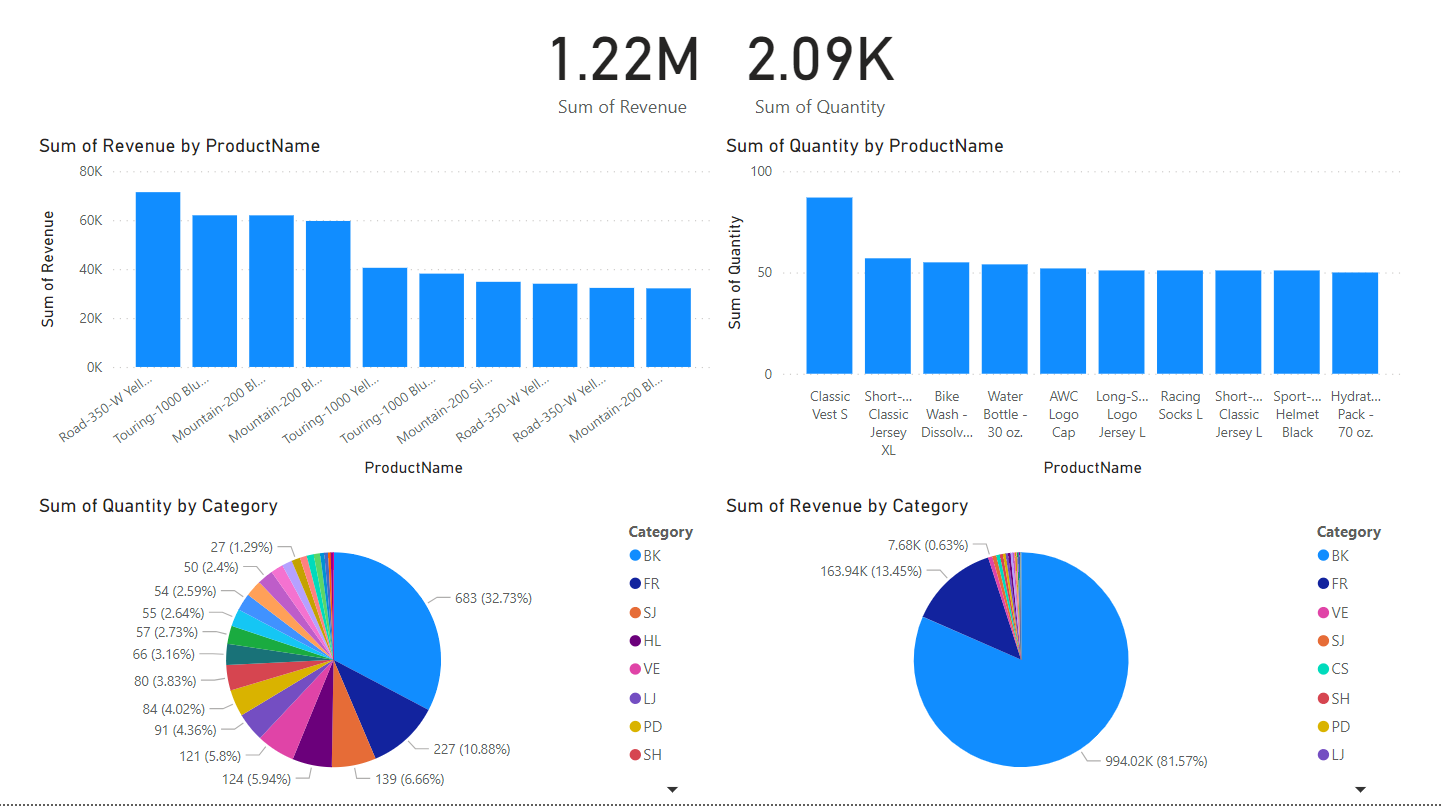 1.22M
Sum of Revenue
2.09K
Sum of Quantity
Sum of Revenue by ProductName
80K
60K
40K
20K
0K
Sum of Revenue
Road-350-W Yell...
Touring-1000 Blu...
Mountain-200 Bl...
Mountain-200 Bl...
Touring-1000 Yell...
Touring-1000 Blu...
Mountain-200 Sil...
Road-350-W Yell...
Road-350-W Yell...
Mountain-200 Bl...
ProductName
Sum of Quantity by ProductName
100
50
0
Sum of Quantity
Classic
Vest S
Short-...
Classic
Jersey
XL
Bike
Wash -
Dissolv...
Water
Bottle -
30 oz.
AWC
Logo
Cap
Long-S...
Logo
Jersey L
Racing
Socks L
Short-...
Classic
Jersey L
Sport-...
Helmet
Black
Hydrat...
Pack -
70 oz.
ProductName
Sum of Quantity by Category
27 (1.29%)
50 (2.4%)
54 (2.59%)
55 (2.64%)
57 (2.73%)
66 (3.16%)
80 (3.83%)
84 (4.02%)
91 (4.36%)
121 (5.8%)
124 (5.94%)
139 (6.66%)
227 (10.88%)
683 (32.73%)
Category
BK
FR
SJ
HL
VE
LJ
PD
SH
Sum of Revenue by Category
7.68K (0.63%)
163.94K (13.45%)
994.02K (81.57%)
Category
BK
FR
VE
SJ
CS
SH
PD
LJ